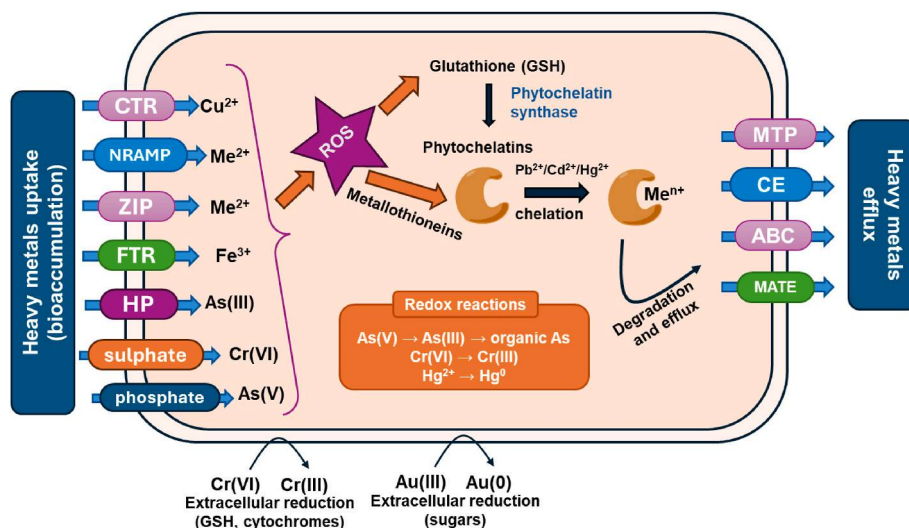 Heavy metals uptake
(bioaccumulation)
CTR
Cu²⁺
NRAMP
Me²⁺
ZIP
Me²⁺
FTR
Fe³⁺
HP
As(III)
sulphate
Cr(VI)
phosphate
As(V)
ROS
Glutathione (GSH)
Phytochelatin
synthase
Phytochelatins
Metallothioneins
Pb²⁺/Cd²⁺/Hg²⁺
chelation
Meⁿ⁺
Degradation
and efflux
Redox reactions
As(V) → As(III) → organic As
Cr(VI) → Cr(III)
Hg²⁺ → Hg⁰
MTP
CE
ABC
MATE
Heavy metals
efflux
Cr(VI) Cr(III)
Extracellular reduction
(GSH, cytochromes)
Au(III) Au(0)
Extracellular reduction
(sugars)